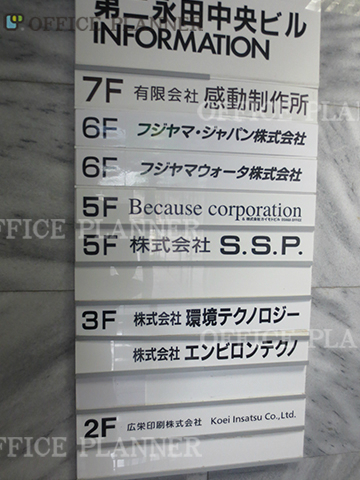 OFFICE PLANNER
永田中央ビル
INFORMATION
7F 有限会社 感動制作所
6F フジヤマ・ジャパン株式会社
6F フジヤマウォータ株式会社
5F Because corporation
5F 株式会社 S.S.P.
3F 株式会社 環境テクノロジー
株式会社 エンビロンテクノ
2F 広栄印刷株式会社 Koei Insatsu Co.,Ltd.